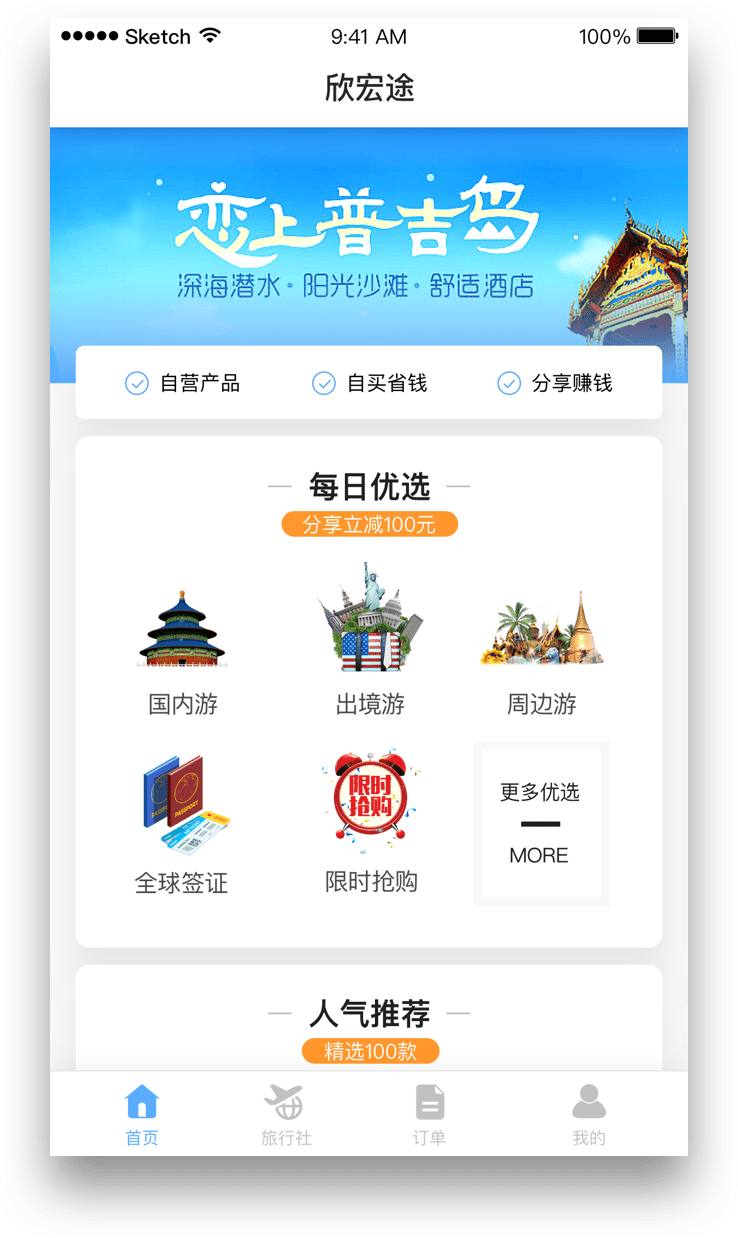 Sketch 9:41 AM 100%
欣宏途
恋上普吉岛
深海潜水·阳光沙滩·舒适酒店
自营产品 自买省钱 分享赚钱
每日优选
分享立减100元
国内游 出境游 周边游
PASSPORT
限时
抢购
更多优选
MORE
全球签证 限时抢购
人气推荐
精选100款
首页 旅行社 订单 我的